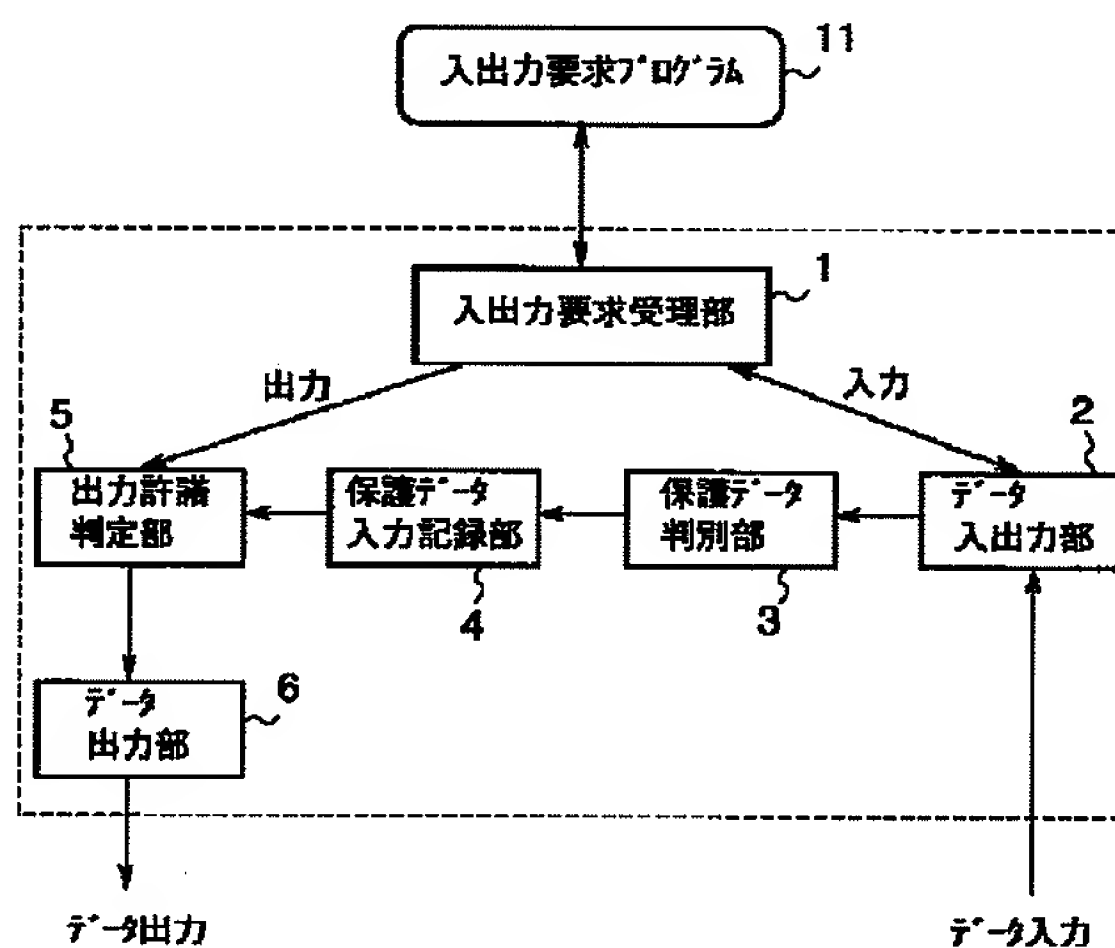 11
入出力要求プログラム
1
入出力要求受理部
出力
入力
5
出力許諾
判定部
4
保護データ
入力記録部
3
保護データ
判別部
2
データ
入出力部
6
データ
出力部
データ出力
データ入力